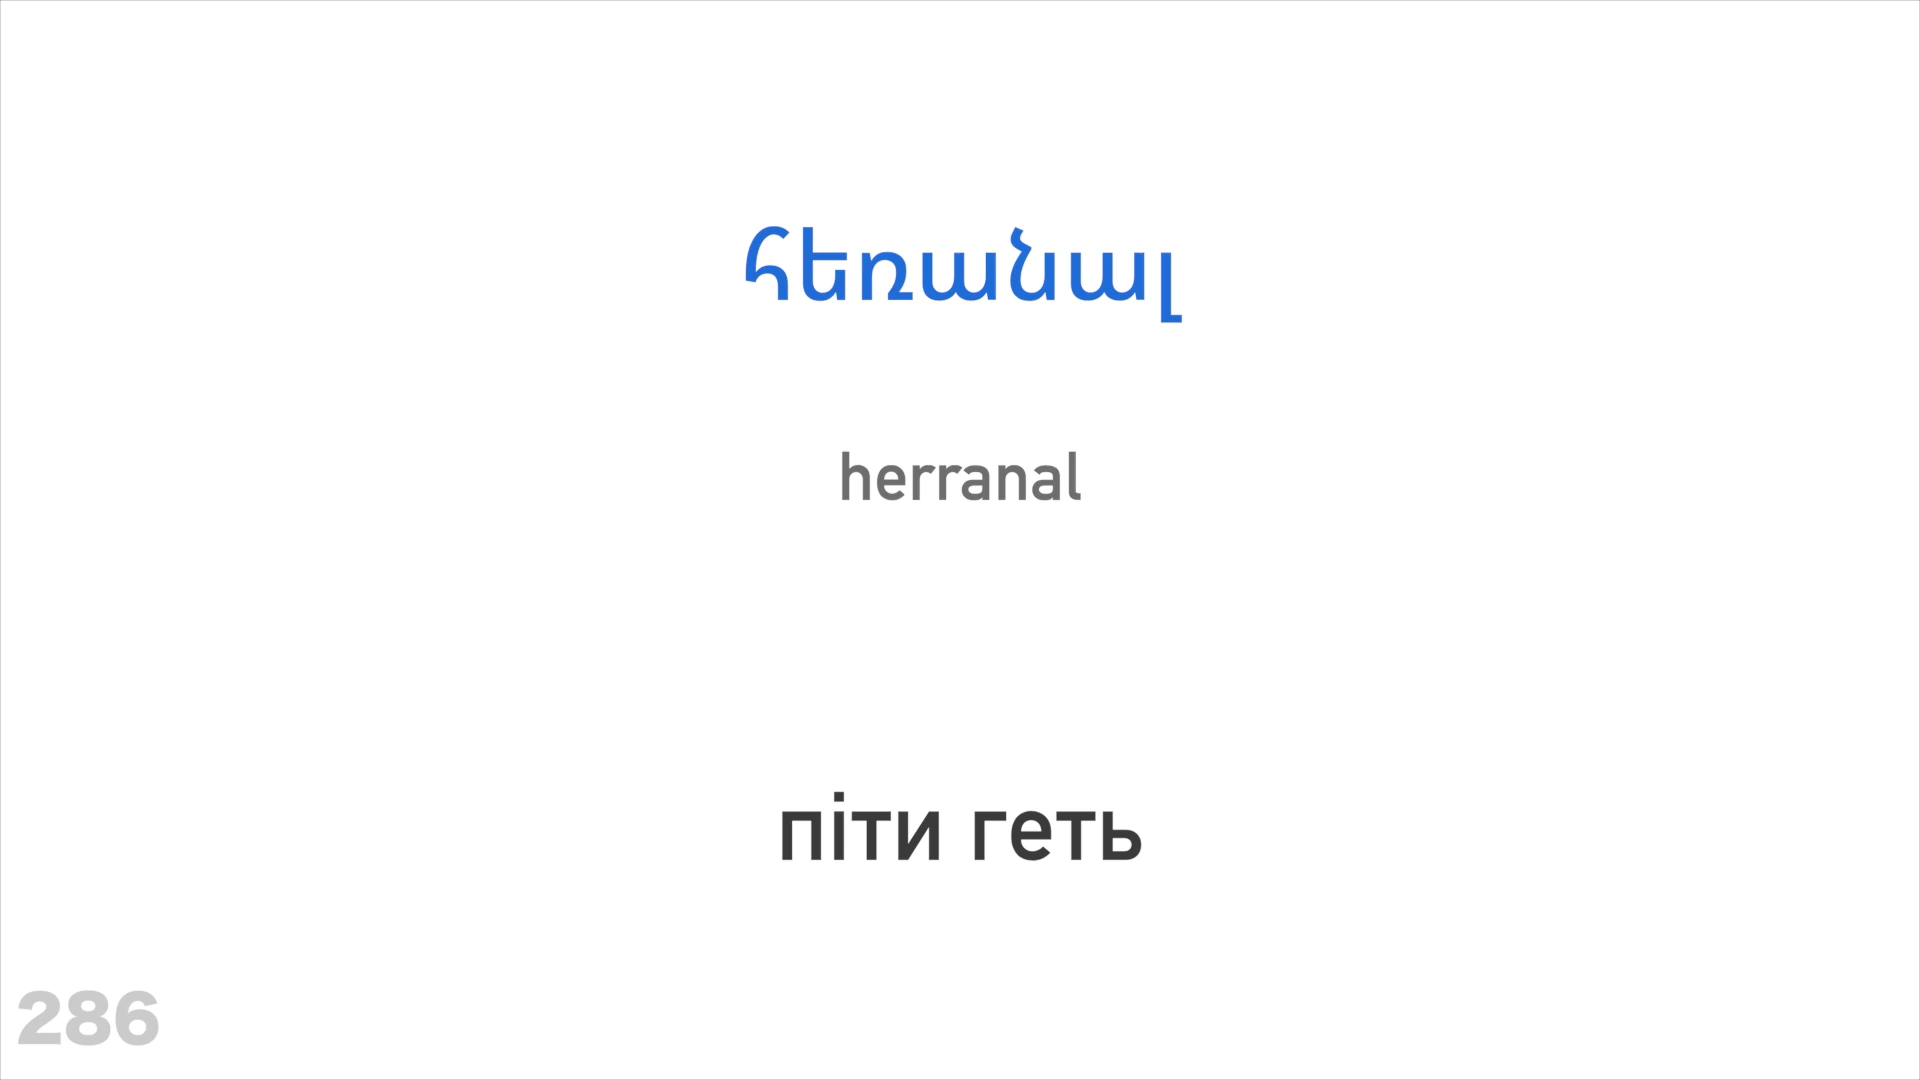 հեռանալ
herranal
піти геть
286